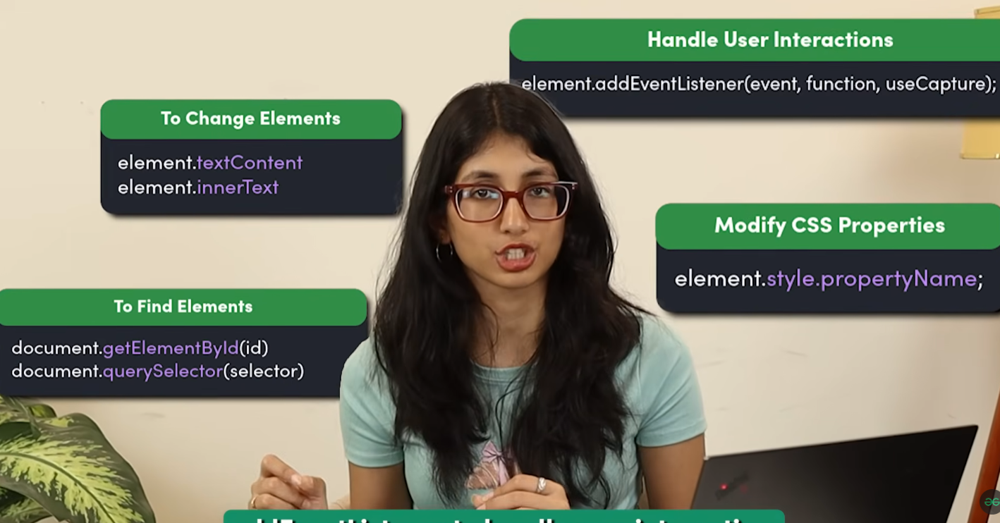 Handle User Interactions
element.addEventListener(event, function, useCapture);
To Change Elements
element.textContent
element.innerText
Modify CSS Properties
element.style.propertyName;
To Find Elements
document.getElementById(id)
document.querySelector(selector)